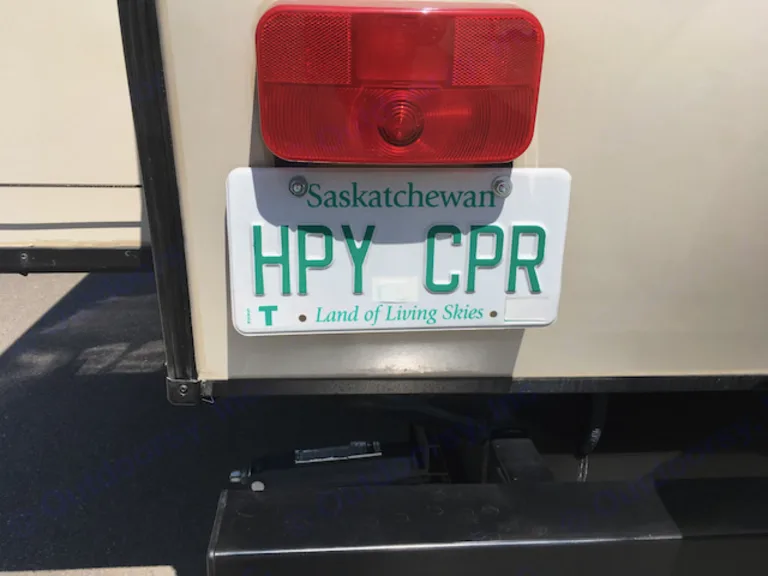 Saskatchewan
HPY CPR
T • Land of Living Skies •